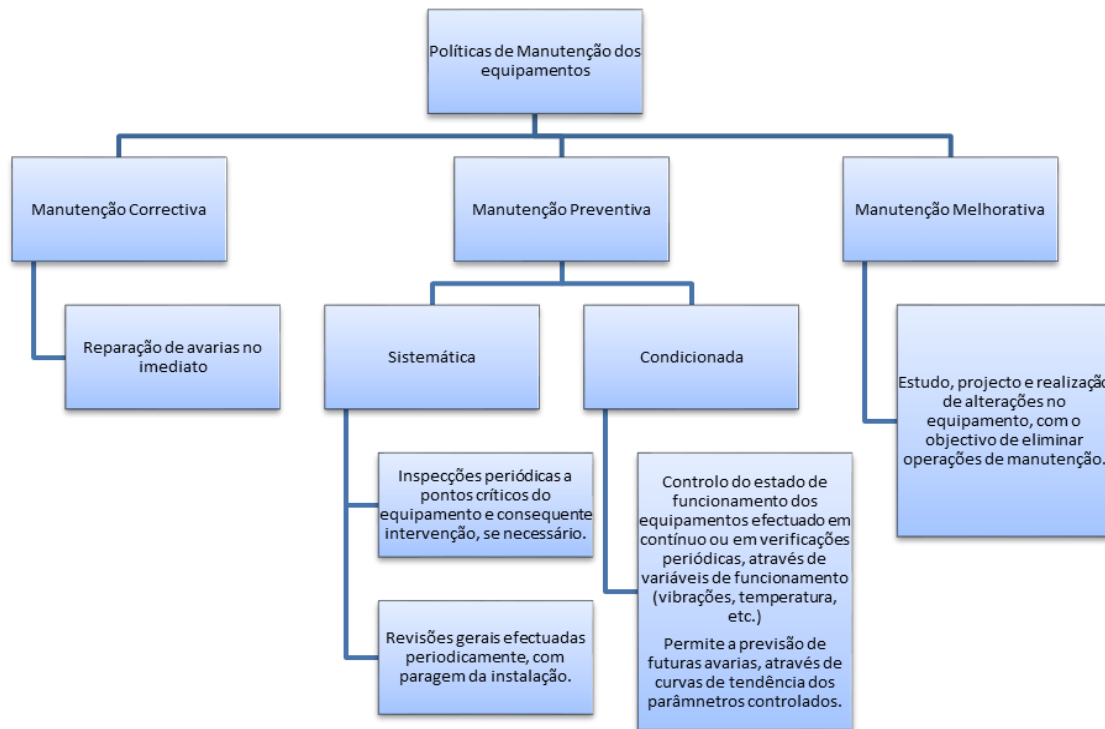 Políticas de Manutenção dos
equipamentos
Manutenção Correctiva
Manutenção Preventiva
Manutenção Melhorativa
Reparação de avarias no
imediato
Sistemática
Condicionada
Estudo, projecto e realização
de alterações no
equipamento, com o
objectivo de eliminar
operações de manutenção.
Inspecções periódicas a
pontos críticos do
equipamento e consequente
intervenção, se necessário.
Revisões gerais efectuadas
periodicamente, com
paragem da instalação.
Controlo do estado de
funcionamento dos
equipamentos efectuado em
contínuo ou em verificações
periódicas, através de
variáveis de funcionamento
(vibrações, temperatura,
etc.)
Permite a previsão de
futuras avarias, através de
curvas de tendência dos
parâmnetros controlados.